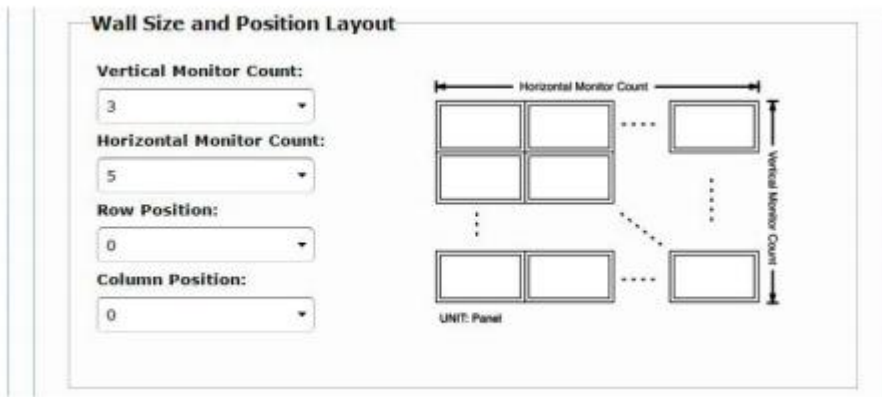 Wall Size and Position Layout
Vertical Monitor Count:
3
Horizontal Monitor Count:
5
Row Position:
0
Column Position:
0
Horizontal Monitor Count
Vertical Monitor Count
UNIT: Panel